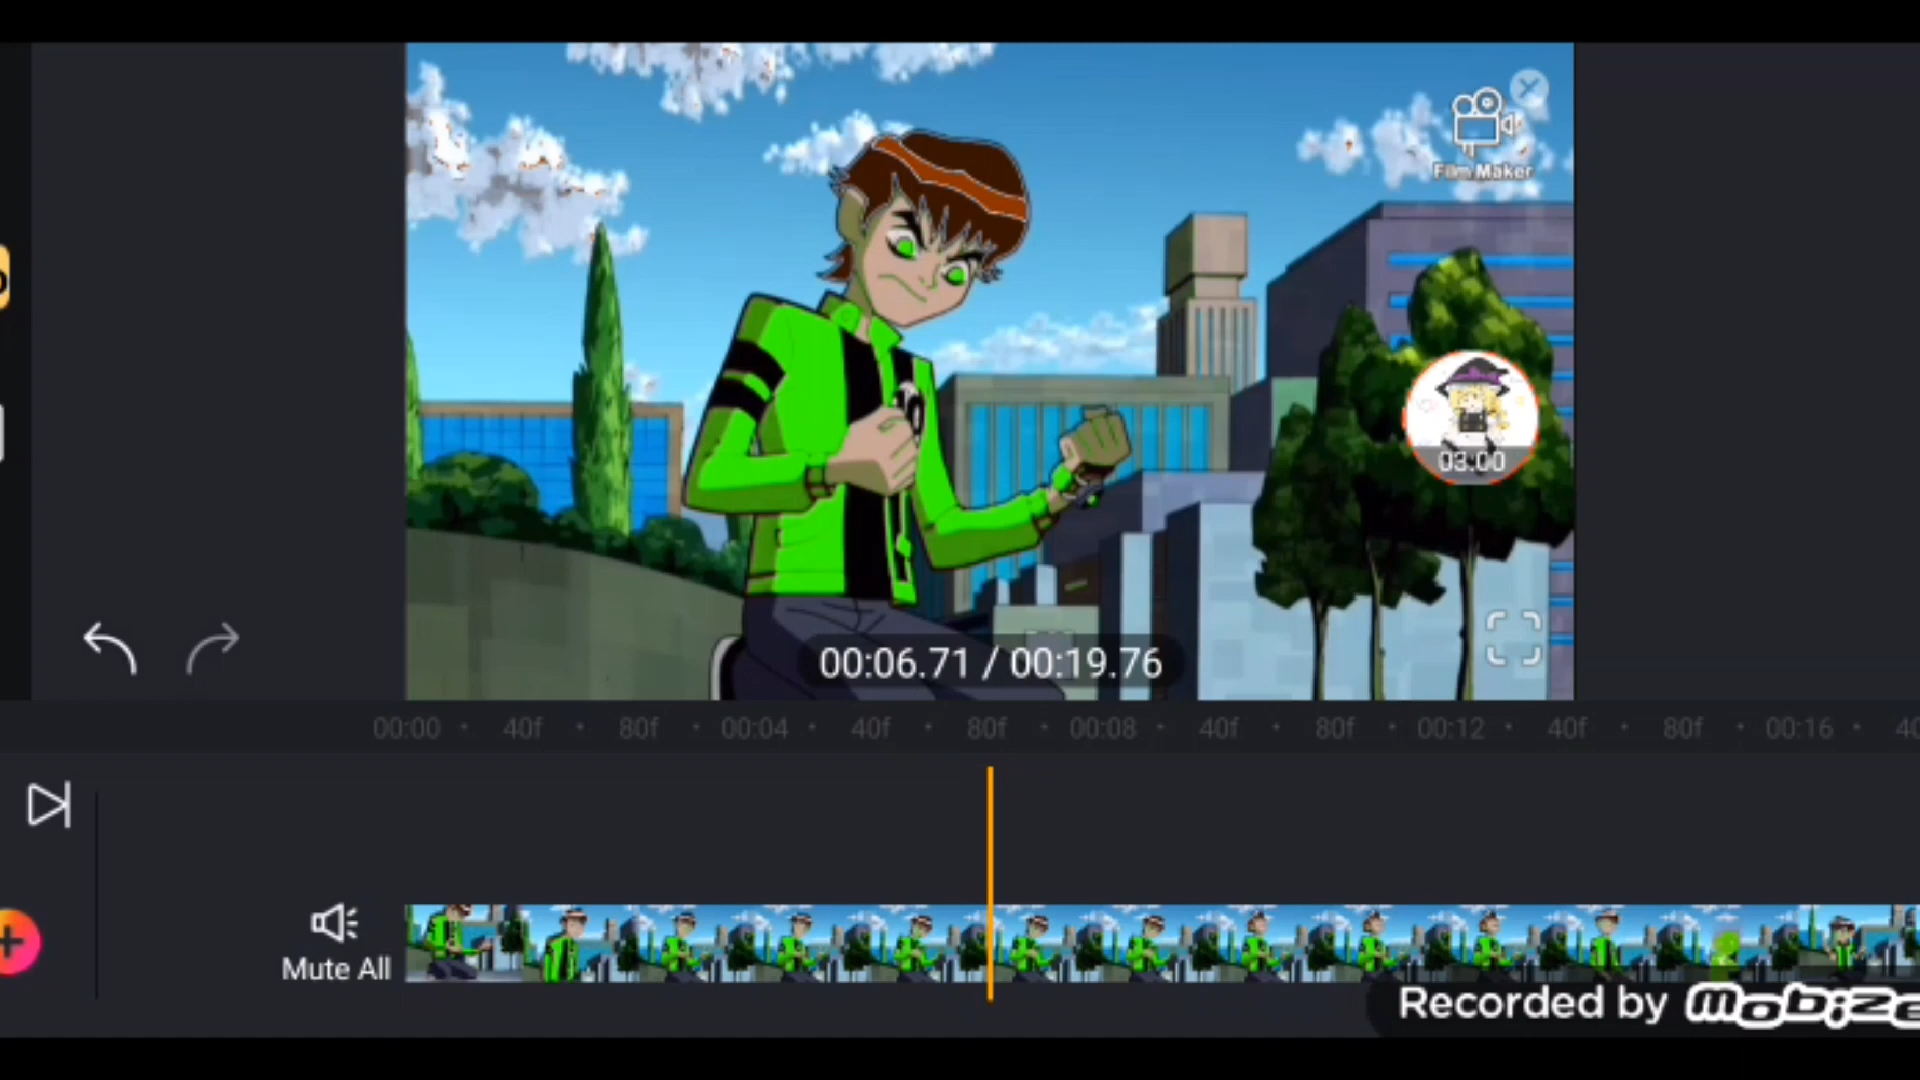 Film Maker
10
03:00
00:06.71 / 00:19.76
00:00 40f 80f 00:04 40f 80f 00:08 40f 80f 00:12 40f 80f 00:16
Mute All
Recorded by